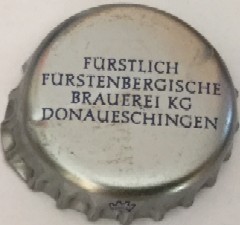 FÜRSTLICH
FÜRSTENBERGISCHE
BRAUEREI KG
DONAUESCHINGEN